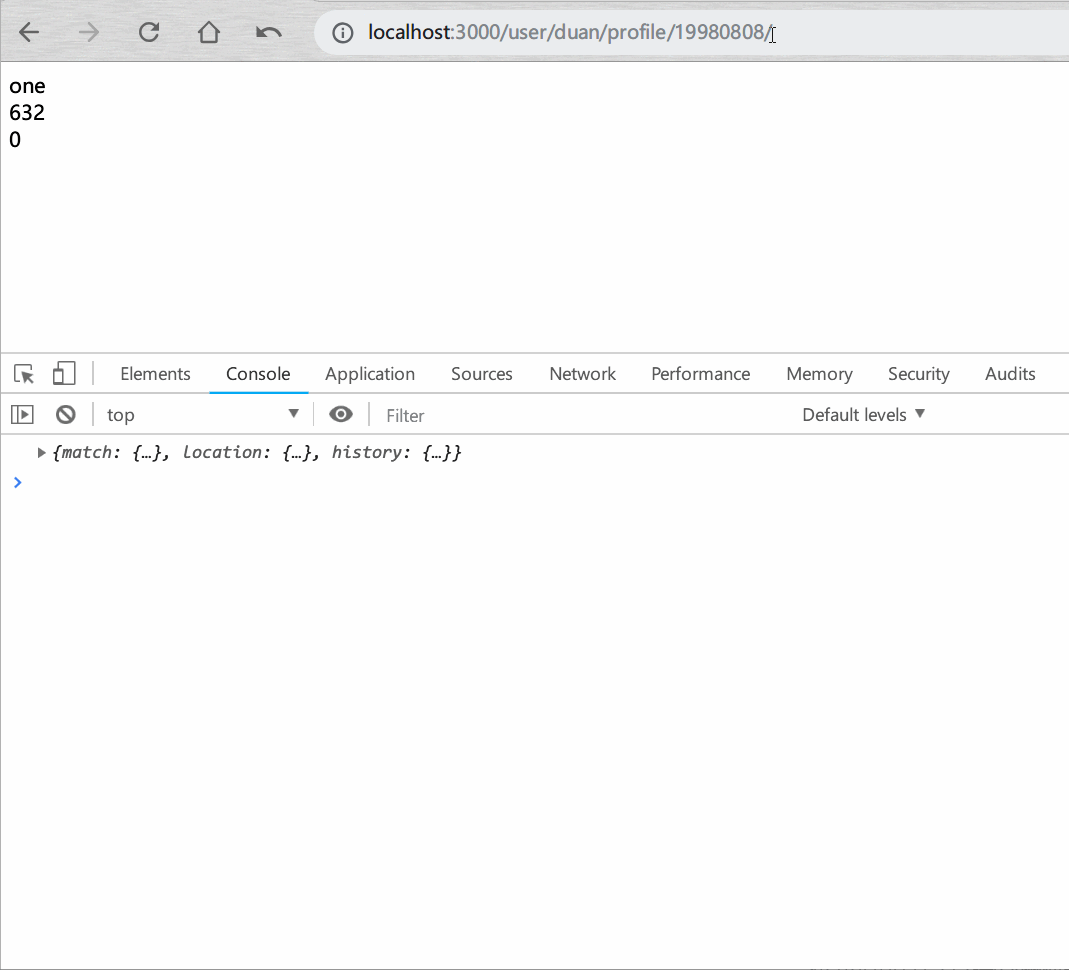 localhost:3000/user/duan/profile/19980808/
one
632
0
Elements Console Application Sources Network Performance Memory Security Audits
top Filter Default levels
{match: {…}, location: {…}, history: {…}}